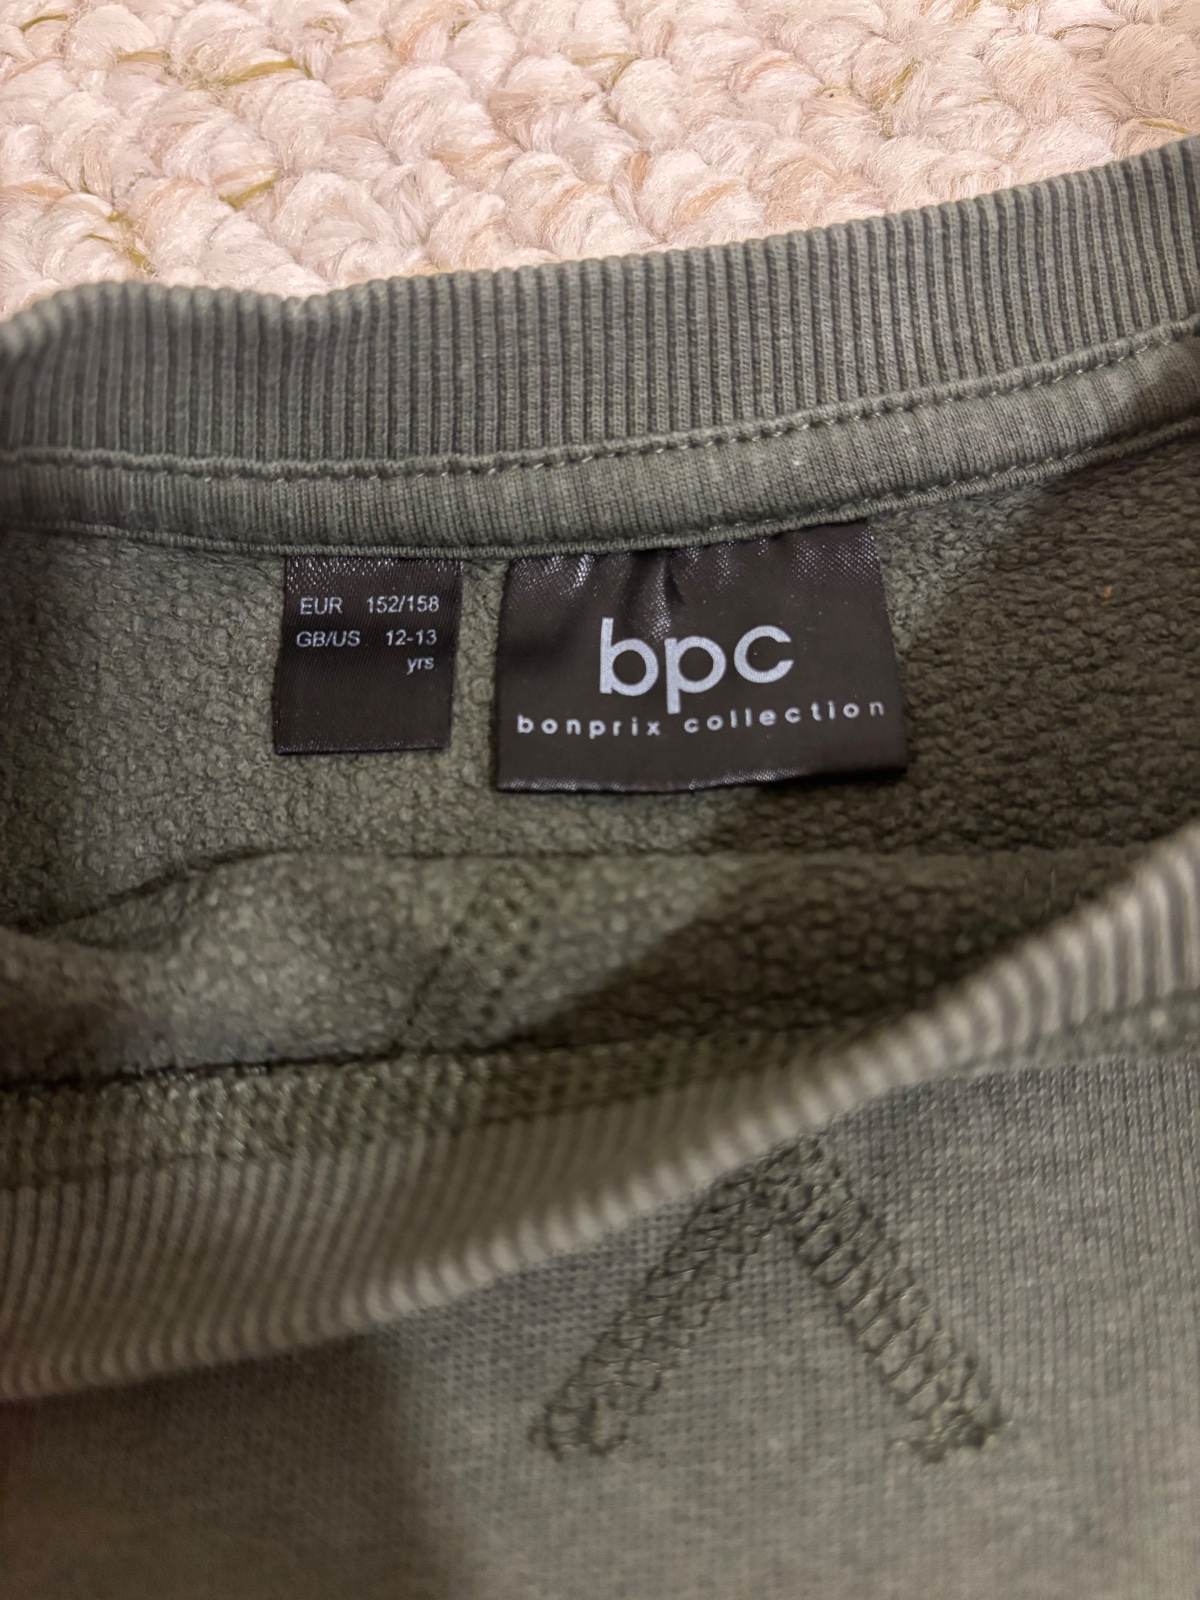 EUR 152/158
GB/US 12-13
yrs
bpc
bonprix collection